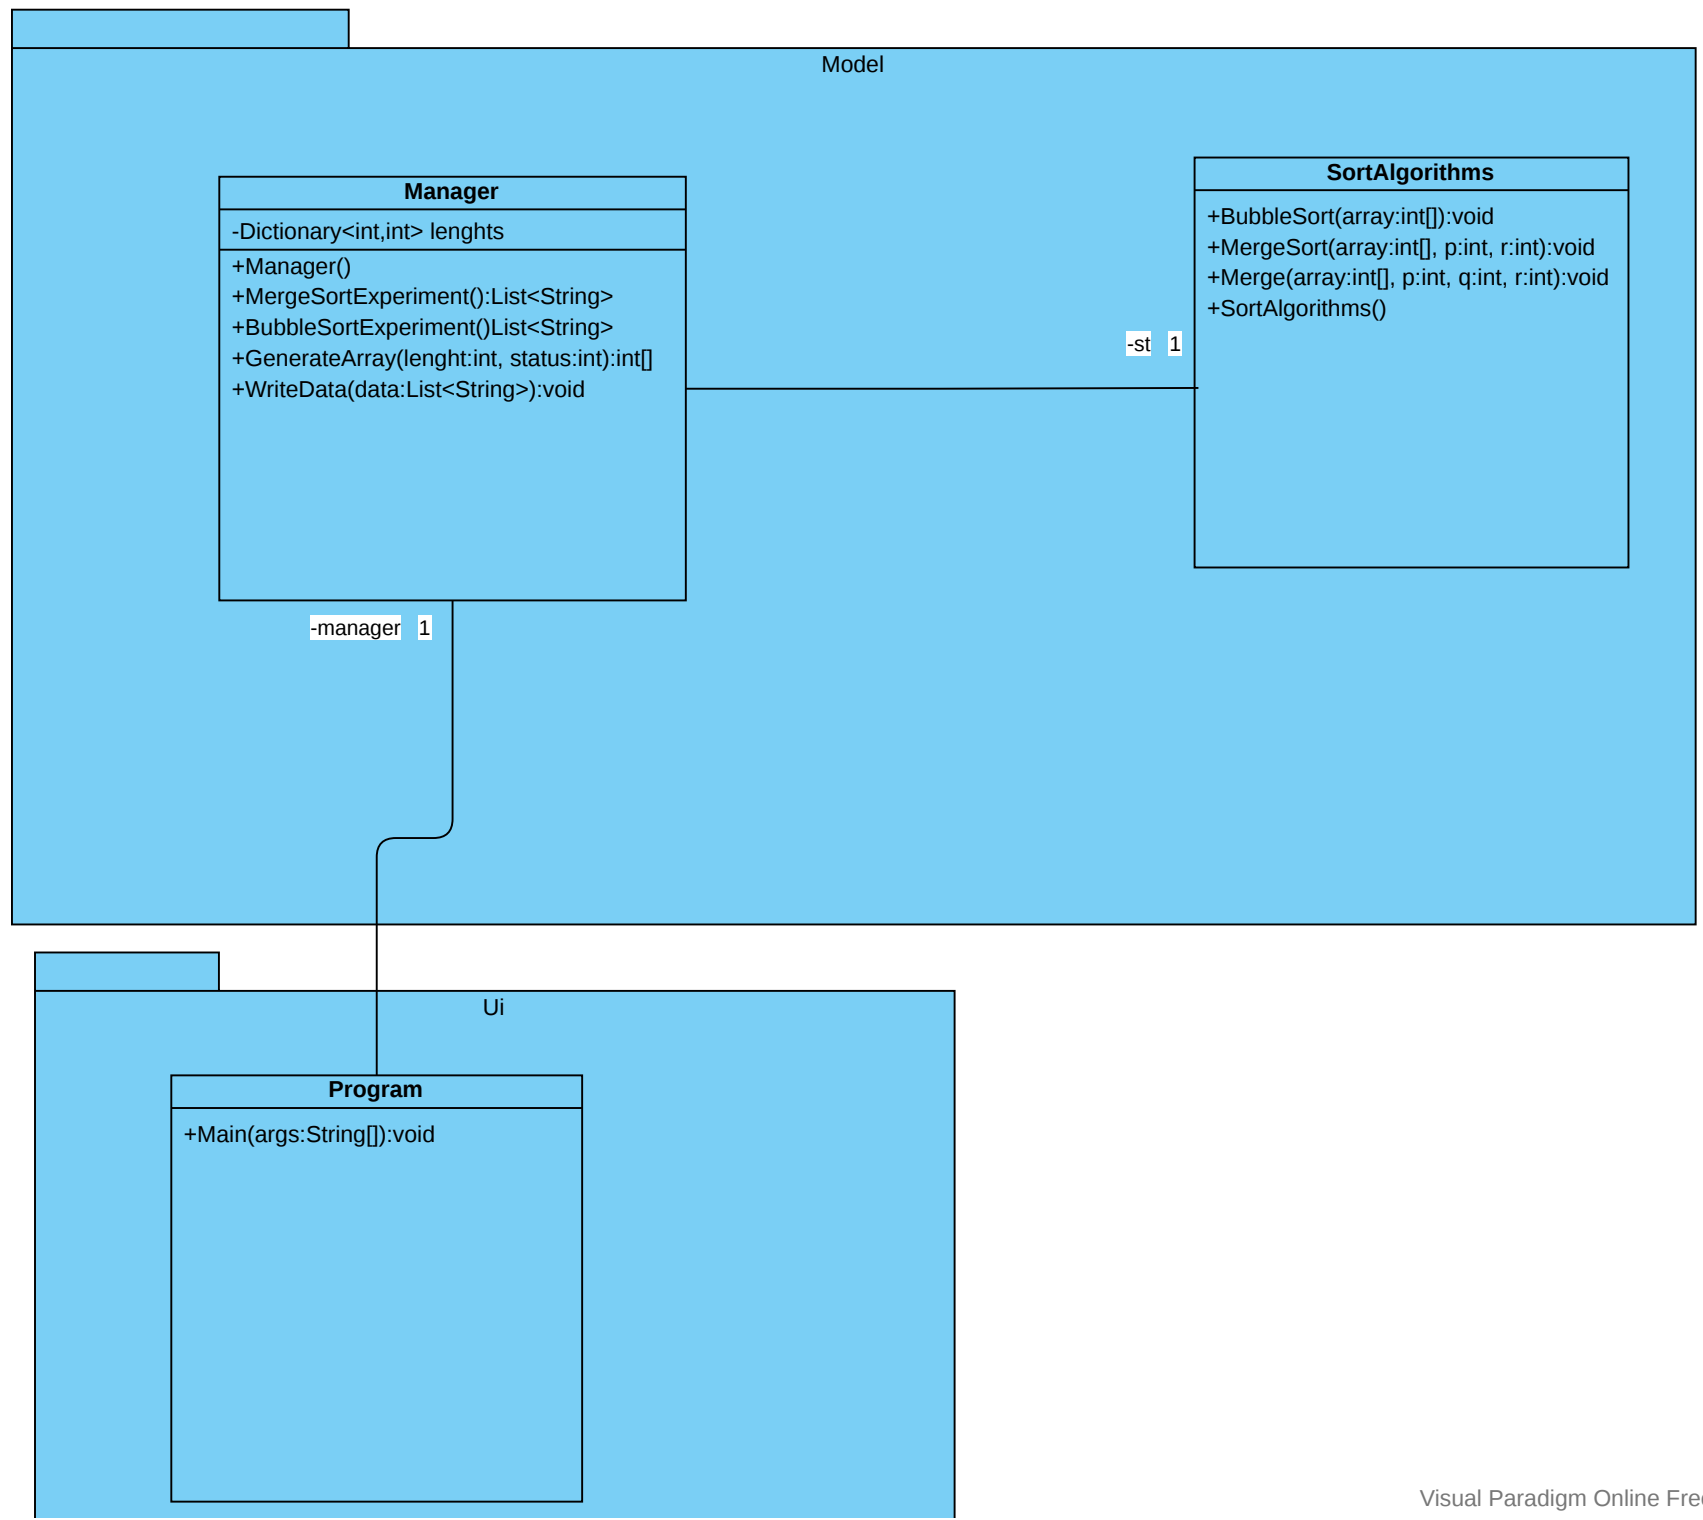 Model
Manager
-Dictionary<int,int> lenghts
+Manager()
+MergeSortExperiment():List<String>
+BubbleSortExperiment()List<String>
+GenerateArray(lenght:int, status:int):int[]
+WriteData(data:List<String>):void
SortAlgorithms
+BubbleSort(array:int[]):void
+MergeSort(array:int[], p:int, r:int):void
+Merge(array:int[], p:int, q:int, r:int):void
+SortAlgorithms()
-st 1
-manager 1
Ui
Program
+Main(args:String[]):void
Visual Paradigm Online